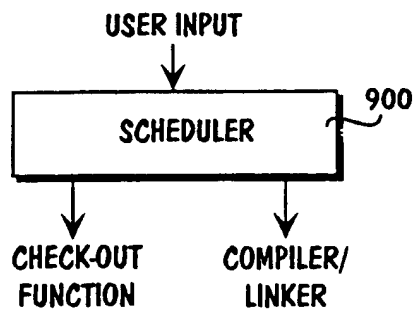 USER INPUT
900
SCHEDULER
CHECK-OUT
FUNCTION
COMPILER/
LINKER